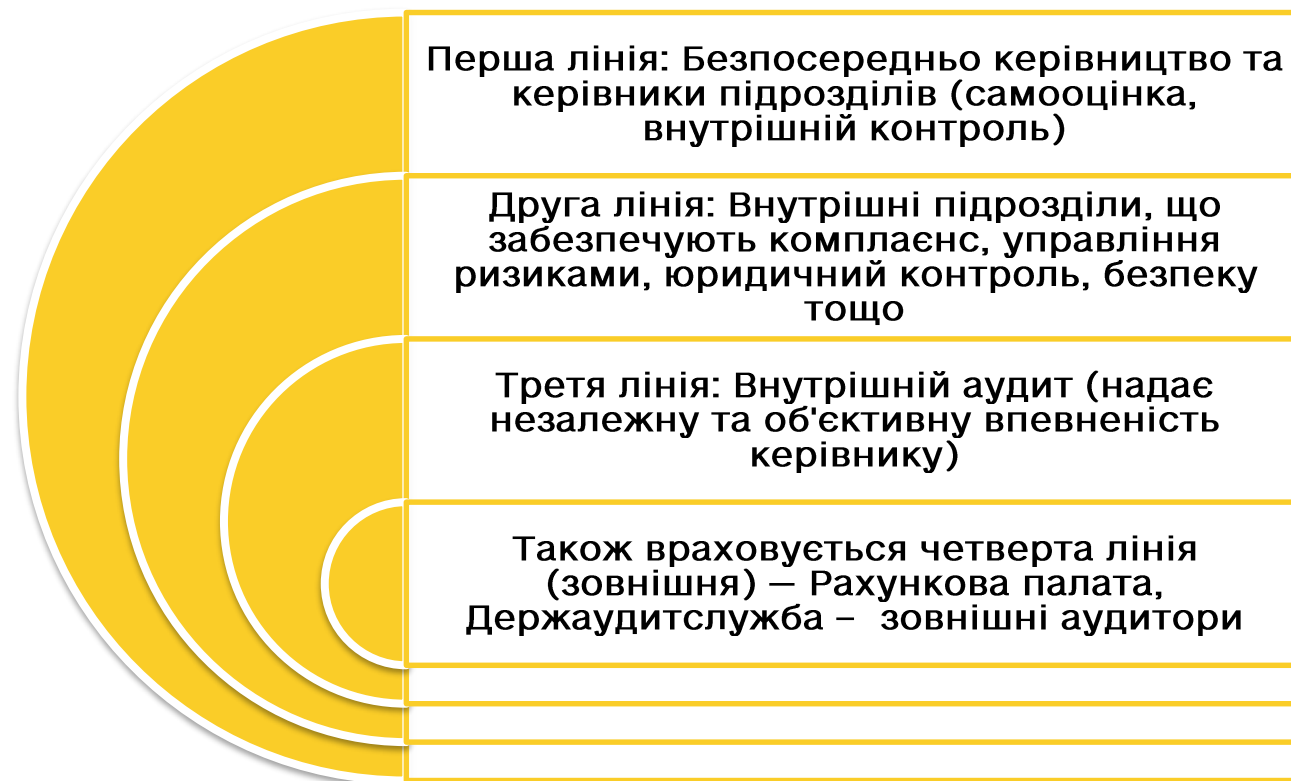 Перша лінія: Безпосередньо керівництво та
керівники підрозділів (самооцінка,
внутрішній контроль)
Друга лінія: Внутрішні підрозділи, що
забезпечують комплаєнс, управління
ризиками, юридичний контроль, безпеку
тощо
Третя лінія: Внутрішній аудит (надає
незалежну та об'єктивну впевненість
керівнику)
Також враховується четверта лінія
(зовнішня) — Рахункова палата,
Держаудитслужба – зовнішні аудитори